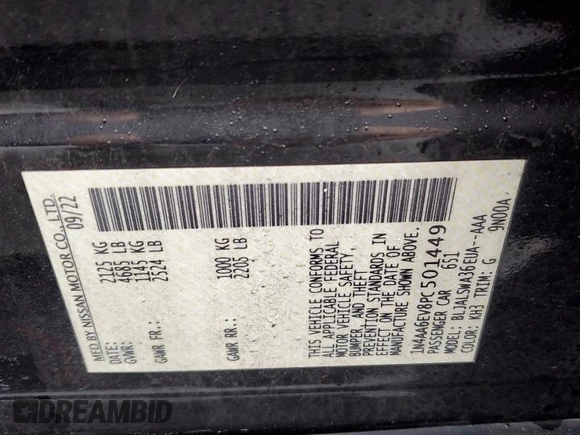 MFD BY NISSAN MOTOR CO., LTD.
DATE: 09/22
GVWR: 2125 KG
4685 LB
GAWR FR: 1145 KG
2524 LB
GAWR RR: 1000 KG
2205 LB
THIS VEHICLE CONFORMS TO
ALL APPLICABLE FEDERAL
MOTOR VEHICLE SAFETY,
BUMPER, AND THEFT
PREVENTION STANDARDS IN
EFFECT ON THE DATE OF
MANUFACTURE SHOWN ABOVE.
1N4AA6EV8PC501449
PASSENGER CAR 651
MODEL: BLJALSWA36EUA--AAA
COLOR: KH3 TRIM: G 9N00A
DREAMBID